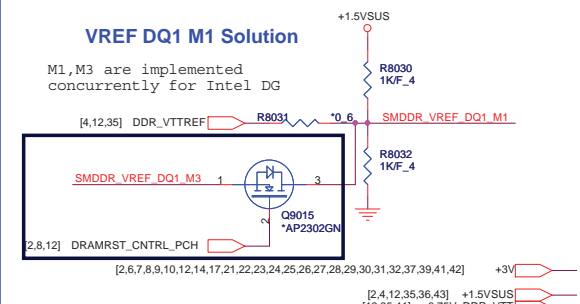 +1.5VSUS
VREF DQ1 M1 Solution
M1,M3 are implemented
concurrently for Intel DG
R8030
1K/F_4
[4,12,35] DDR_VTTREF
R8031
*0_6
SMDDR_VREF_DQ1_M1
R8032
1K/F_4
SMDDR_VREF_DQ1_M3
1
3
2
Q9015
*AP2302GN
[2,8,12] DRAMRST_CNTRL_PCH
[2,6,7,8,9,10,12,14,17,21,22,23,24,25,26,27,28,29,30,31,32,37,39,41,42] +3V
[2,4,12,35,36,43] +1.5VSUS